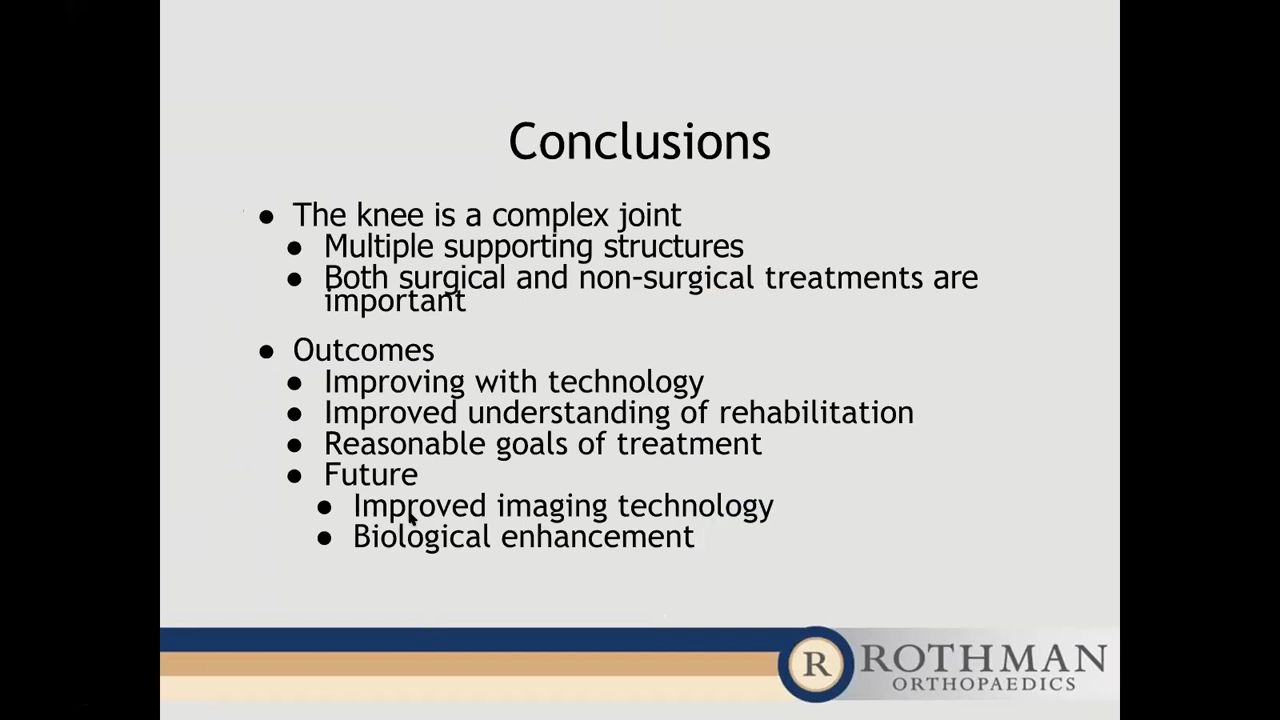 Conclusions
● The knee is a complex joint
● Multiple supporting structures
● Both surgical and non-surgical treatments are
important
● Outcomes
● Improving with technology
● Improved understanding of rehabilitation
● Reasonable goals of treatment
● Future
● Improved imaging technology
● Biological enhancement
R ROTHMAN
ORTHOPAEDICS